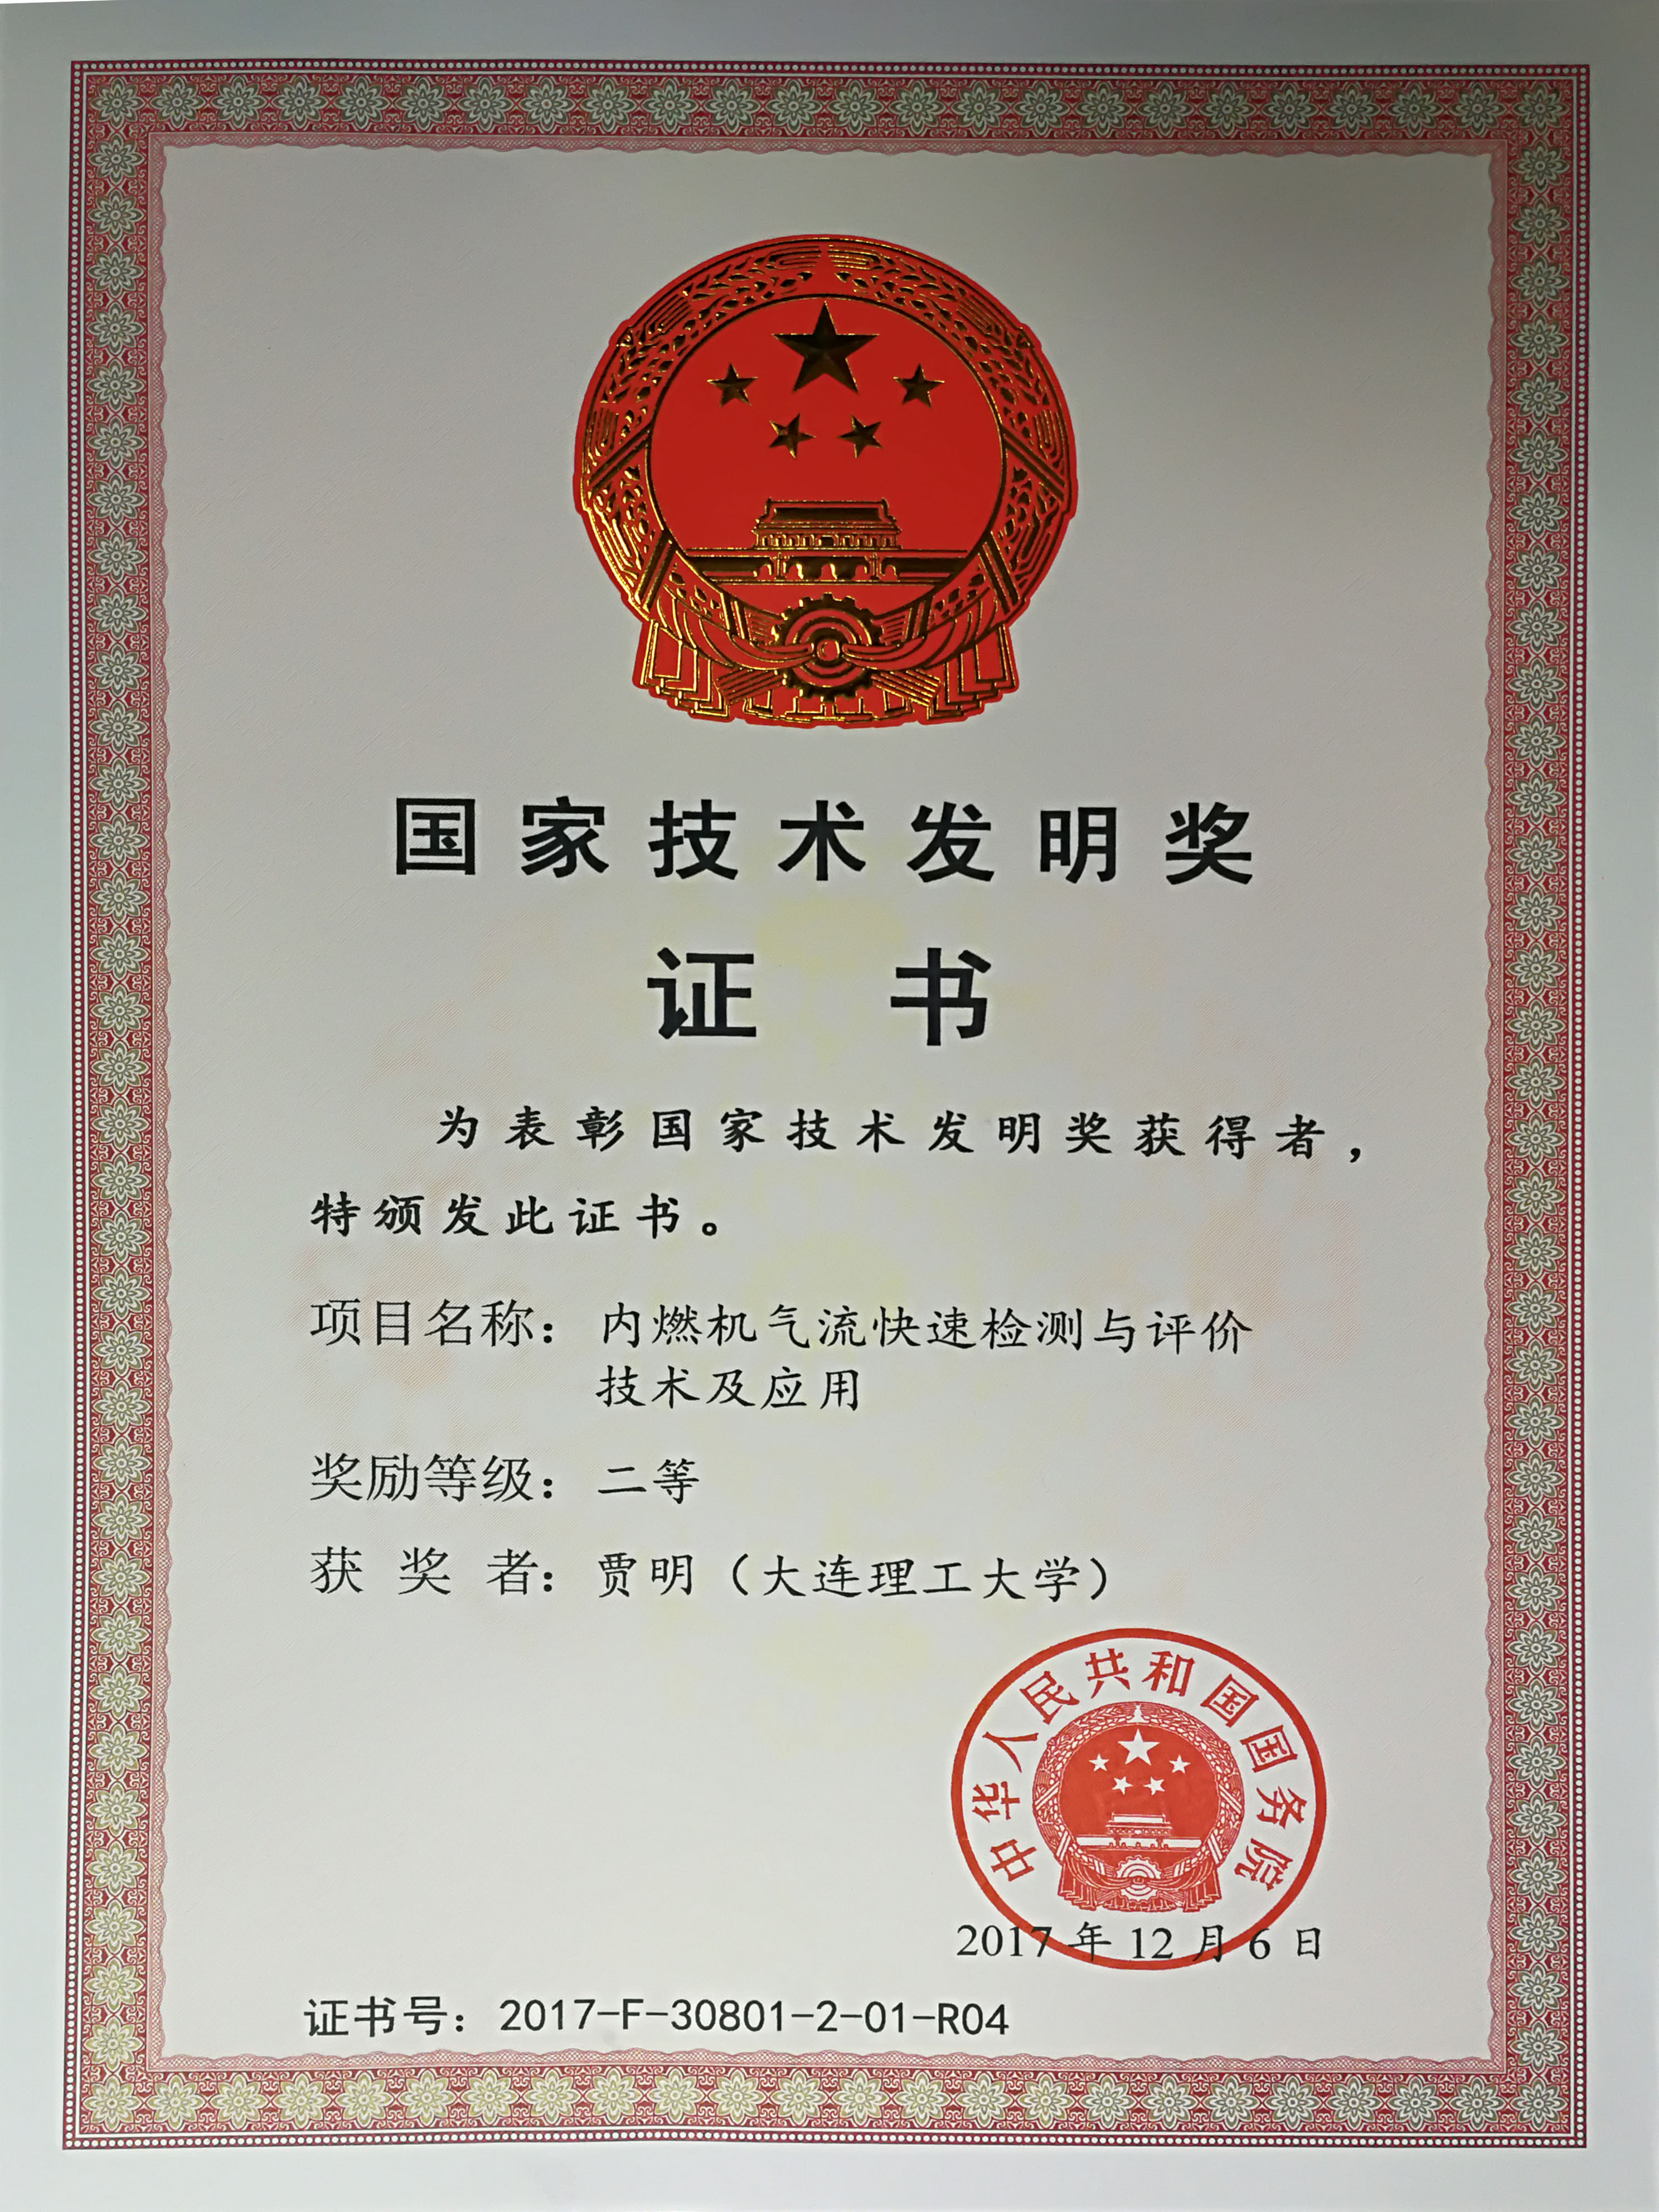 国家技术发明奖
证书
为表彰国家技术发明奖获得者，
特颁发此证书。
项目名称：内燃机气流快速检测与评价
技术及应用
奖励等级：二等
获奖者：贾明（大连理工大学）
中华人民共和国国务院
2017年12月6日
证书号：2017-F-30801-2-01-R04